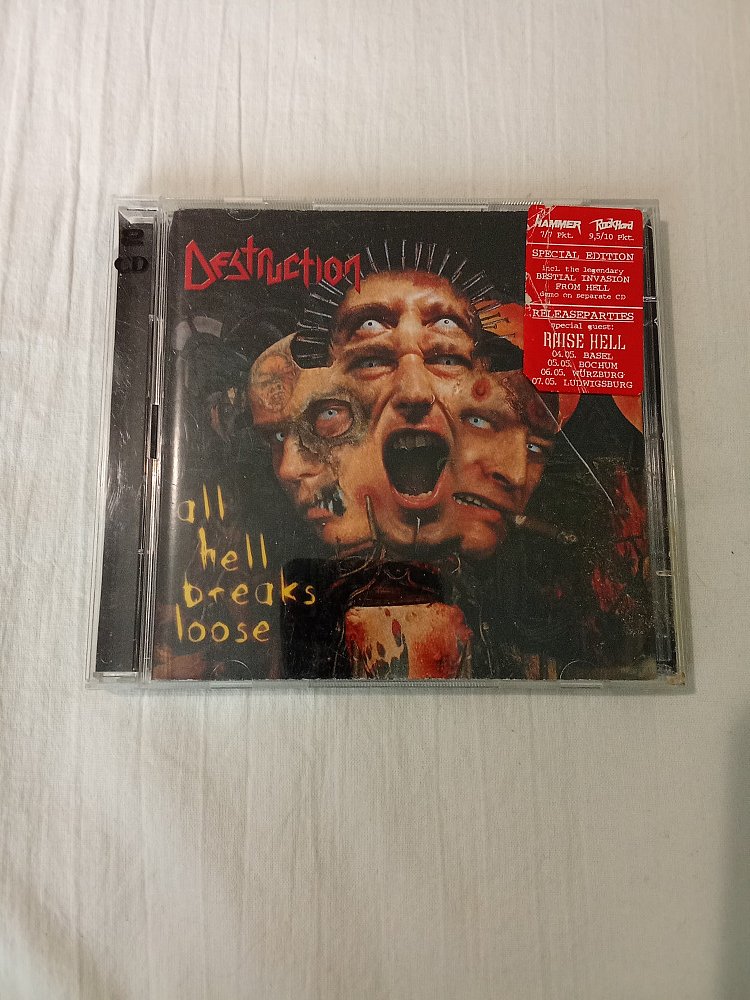 2
CD
DESTRUCTION
all
hell
breaks
loose
HAMMER RockHard
7/7 Pkt. 9,5/10 Pkt.
SPECIAL EDITION
incl. the legendary
BESTIAL INVASION
FROM HELL
demo on separate CD
RELEASEPARTIES
Special guest:
RAISE HELL
04.05. BASEL
05.05. BOCHUM
06.05. WÜRZBURG
07.05. LUDWIGSBURG